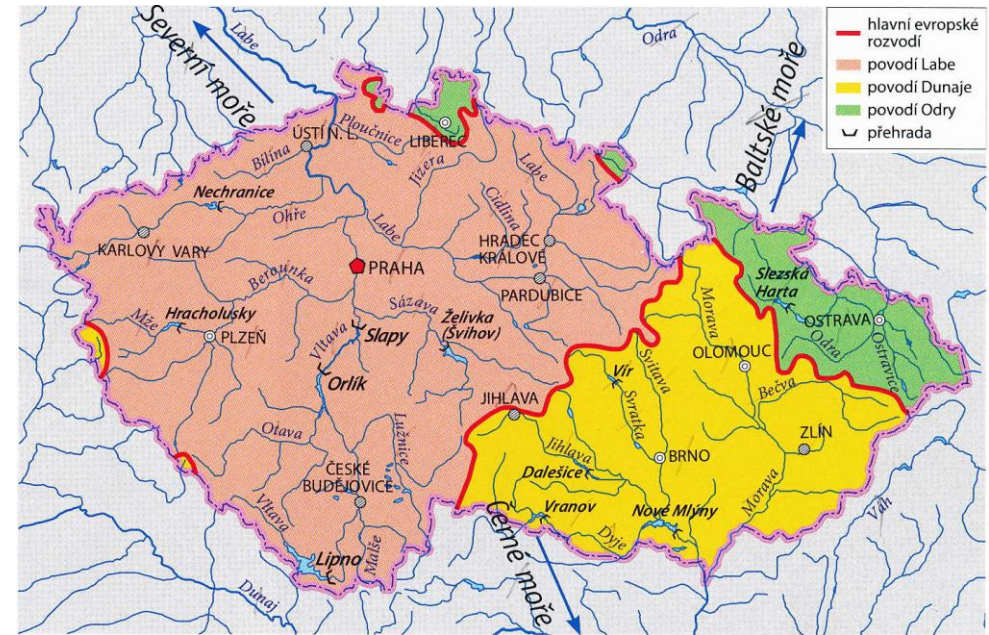 hlavní evropské
rozvodí
povodí Labe
povodí Dunaje
povodí Odry
přehrada
Severní moře
Labe
Odra
Baltské moře
ÚSTÍ N. L.
Ploučnice
LIBEREC
Bílina
Jizera
Labe
Nechranice
Ohře
Labe
Cidlina
KARLOVY VARY
HRADEC
KRÁLOVÉ
Berounka
PRAHA
PARDUBICE
Slezská
Harta
Mže
Hracholusky
PLZEŇ
Sázava
Želivka
(Švihov)
Vltava
Slapy
Morava
OSTRAVA
Odra
Ostravice
OLOMOUC
Orlík
Vír
Svitava
Bečva
JIHLAVA
Svratka
Otava
Lužnice
ZLÍN
Jihlava
BRNO
ČESKÉ
BUDĚJOVICE
Dalešice
Morava
Vltava
Vranov
Nové Mlýny
Váh
Dyje
Lipno
Malše
Černé moře
Dunaj